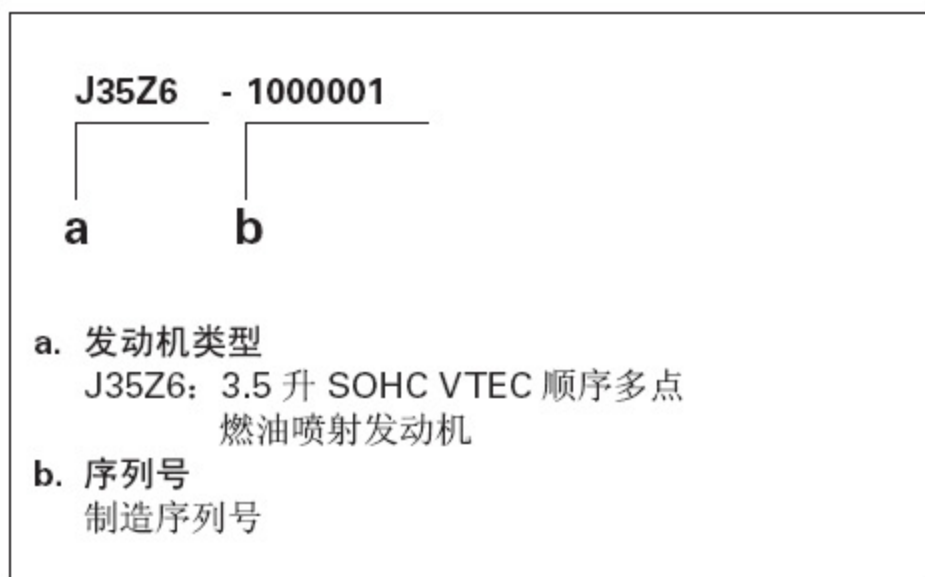 J35Z6 - 1000001
a b
a. 发动机类型
J35Z6：3.5 升 SOHC VTEC 顺序多点
燃油喷射发动机
b. 序列号
制造序列号